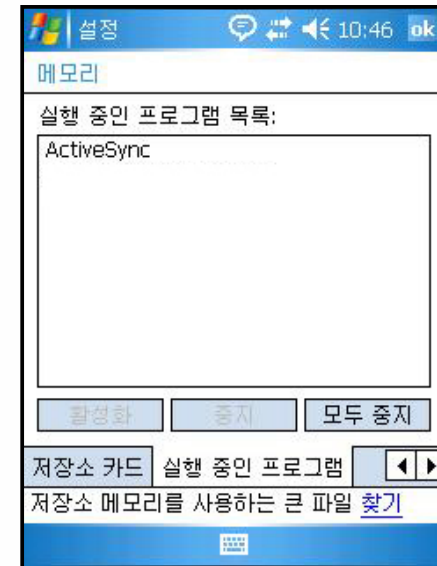 설정 10:46 ok
메모리
실행 중인 프로그램 목록:
ActiveSync
활성화 중지 모두 중지
저장소 카드 실행 중인 프로그램
저장소 메모리를 사용하는 큰 파일 찾기